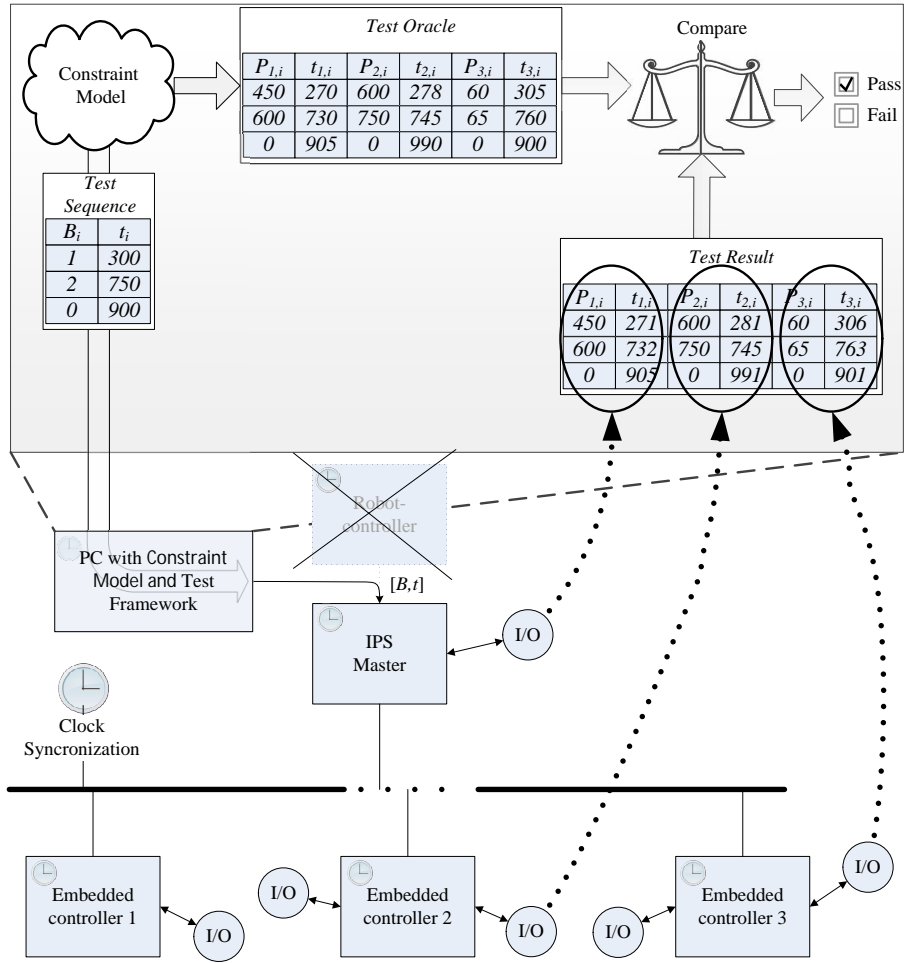 Constraint
Model
Test Oracle
P1,i t1,i P2,i t2,i P3,i t3,i
450 270 600 278 60 305
600 730 750 745 65 760
0 905 0 990 0 900
Compare
Pass
Fail
Test
Sequence
Bi ti
1 300
2 750
0 900
Test Result
P1,i t1,i P2,i t2,i P3,i t3,i
450 271 600 281 60 306
600 732 750 745 65 763
0 905 0 991 0 901
Robot-
controller
PC with Constraint
Model and Test
Framework
[B,t]
IPS
Master
I/O
Clock
Syncronization
Embedded
controller 1
I/O
I/O
Embedded
controller 2
I/O
I/O
Embedded
controller 3
I/O